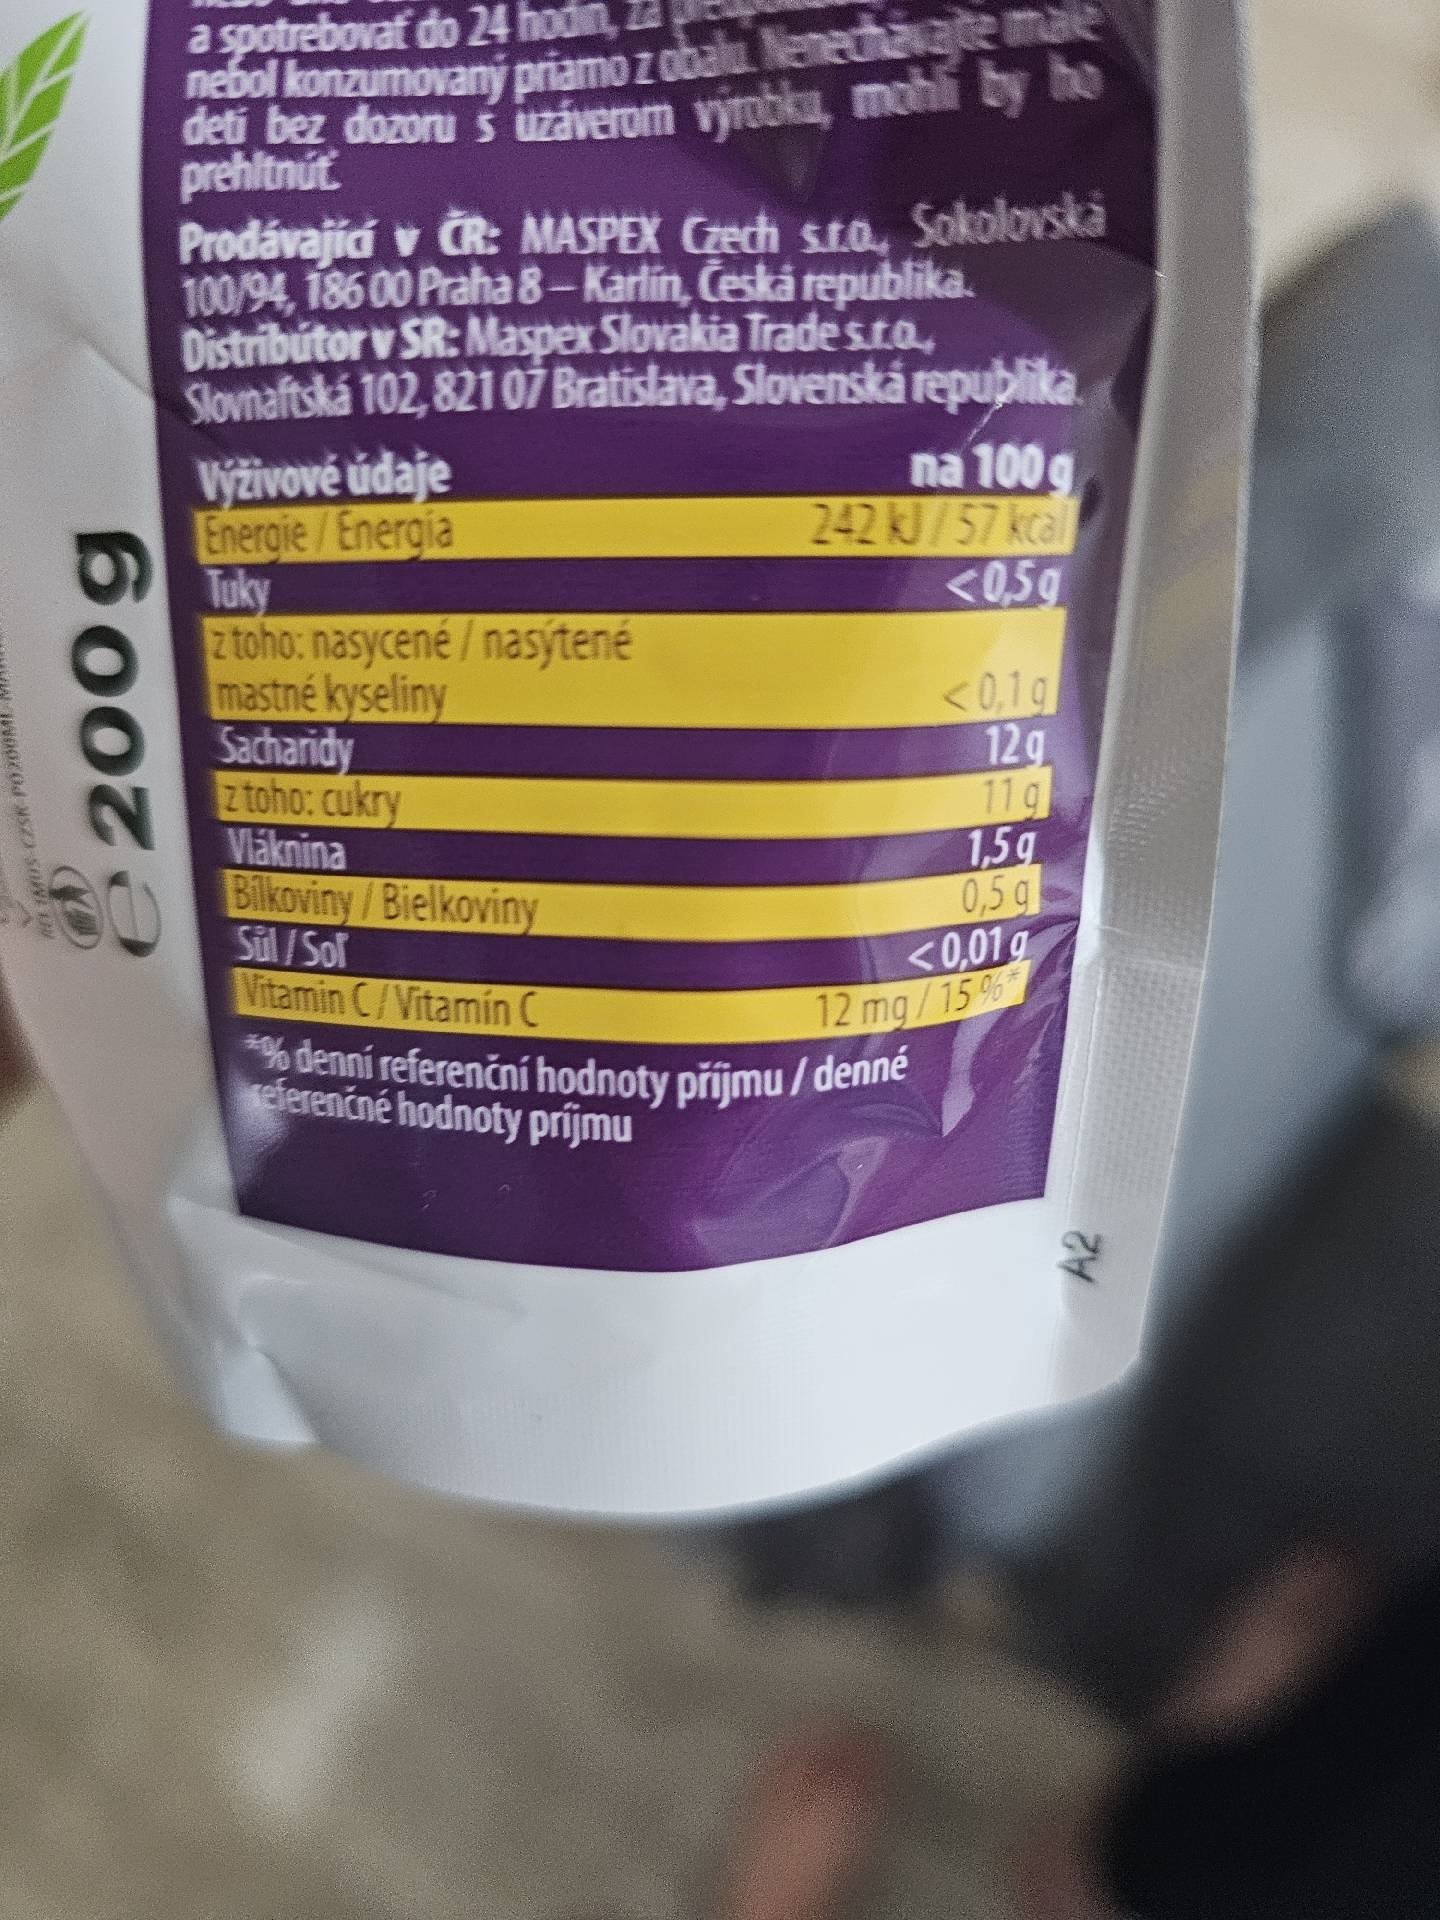 a spotrebovať do 24 hodín, za
nebol konzumovaný priamo z obalu. Nenechávajte malé
deti bez dozoru s uzáverom výrobku, mohli by ho
prehltnúť.
Prodávající v ČR: MASPEX Czech s.r.o., Sokolovská
100/94, 186 00 Praha 8 – Karlín, Česká republika.
Distribútor v SR: Maspex Slovakia Trade s.r.o.,
Slovnaftská 102, 821 07 Bratislava, Slovenská republika.
Výživové údaje na 100 g
Energie / Energia 242 kJ / 57 kcal
Tuky <0,5 g
z toho: nasycené / nasýtené
mastné kyseliny <0,1 g
Sacharidy 12 g
z toho: cukry 11 g
Vláknina 1,5 g
Bílkoviny / Bielkoviny 0,5 g
Sůl / Soľ <0,01 g
Vitamin C / Vitamín C 12 mg / 15 %*
*% denní referenční hodnoty příjmu / denné
referenčné hodnoty príjmu
e 200 g
A2